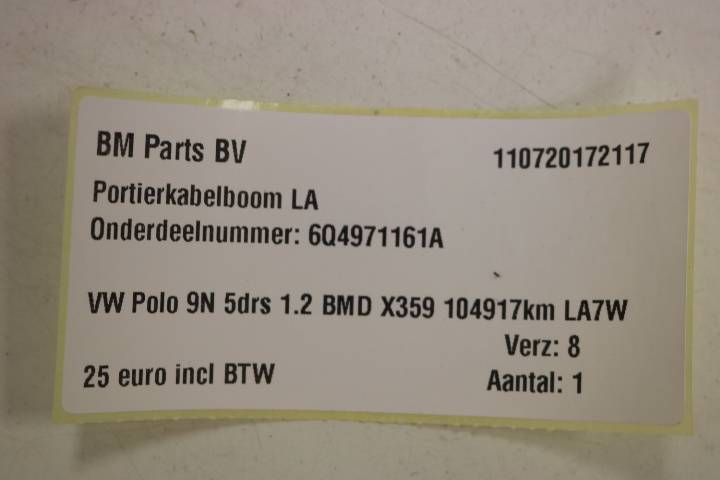 BM Parts BV 110720172117
Portierkabelboom LA
Onderdeelnummer: 6Q4971161A
VW Polo 9N 5drs 1.2 BMD X359 104917km LA7W
Verz: 8
25 euro incl BTW Aantal: 1